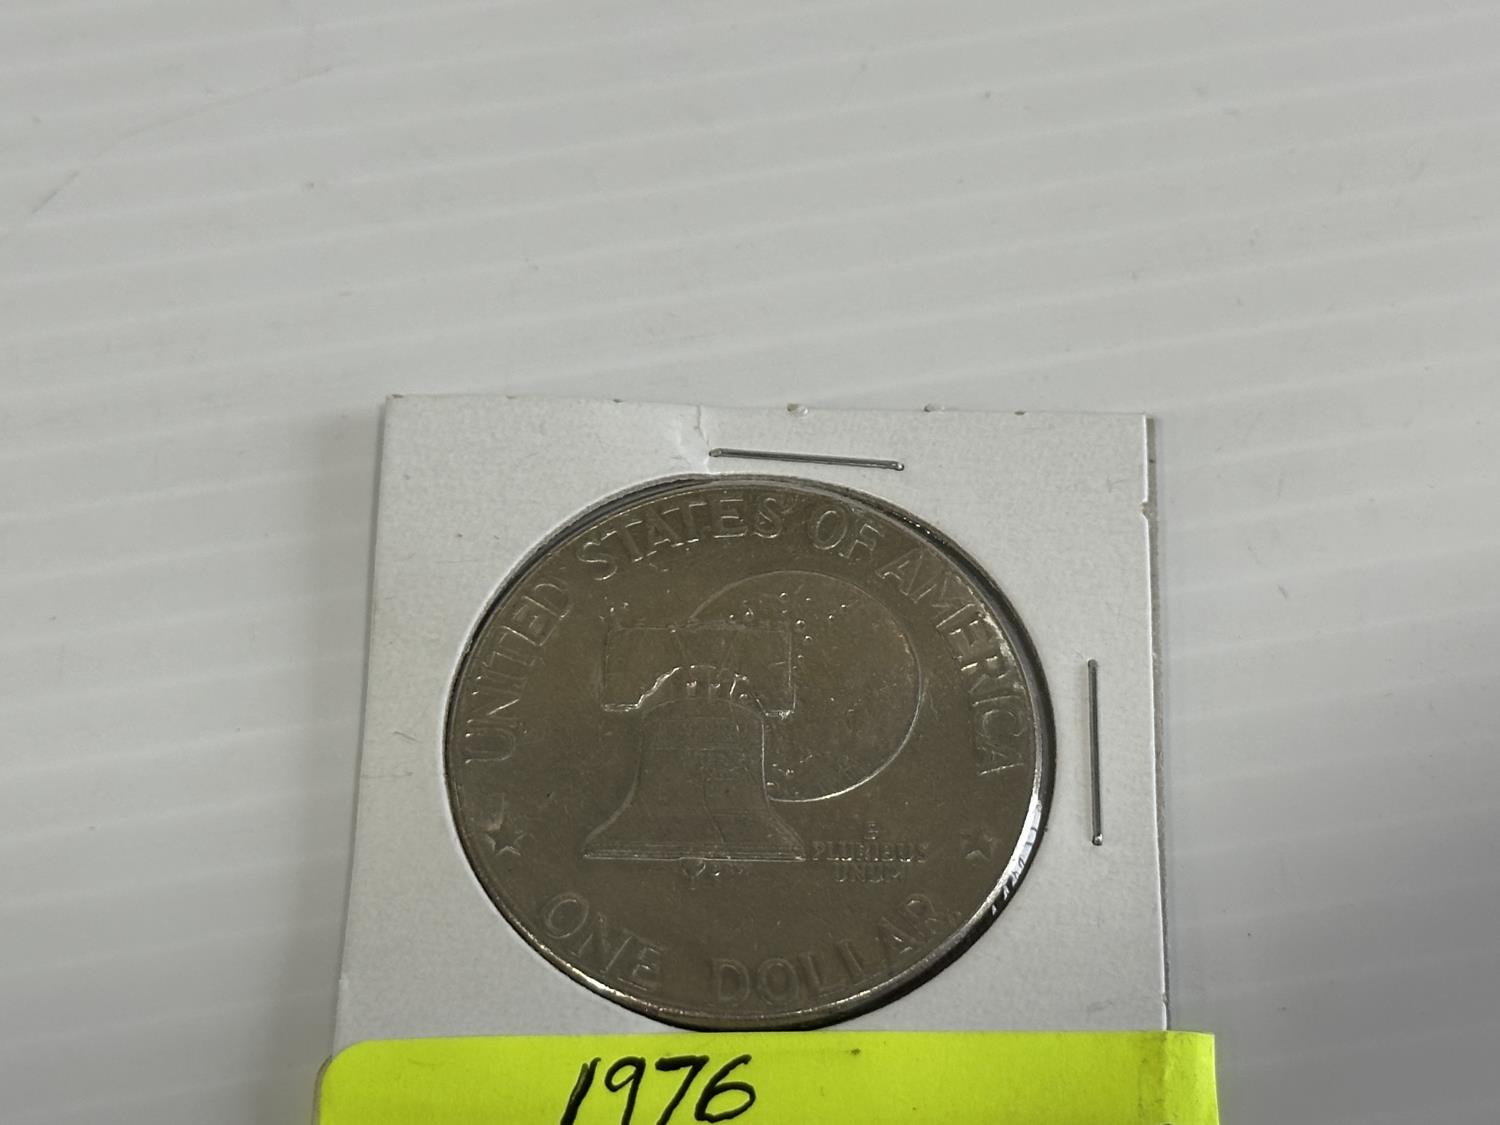 UNITED STATES OF AMERICA
E
PLURIBUS
UNUM
ONE DOLLAR
1976